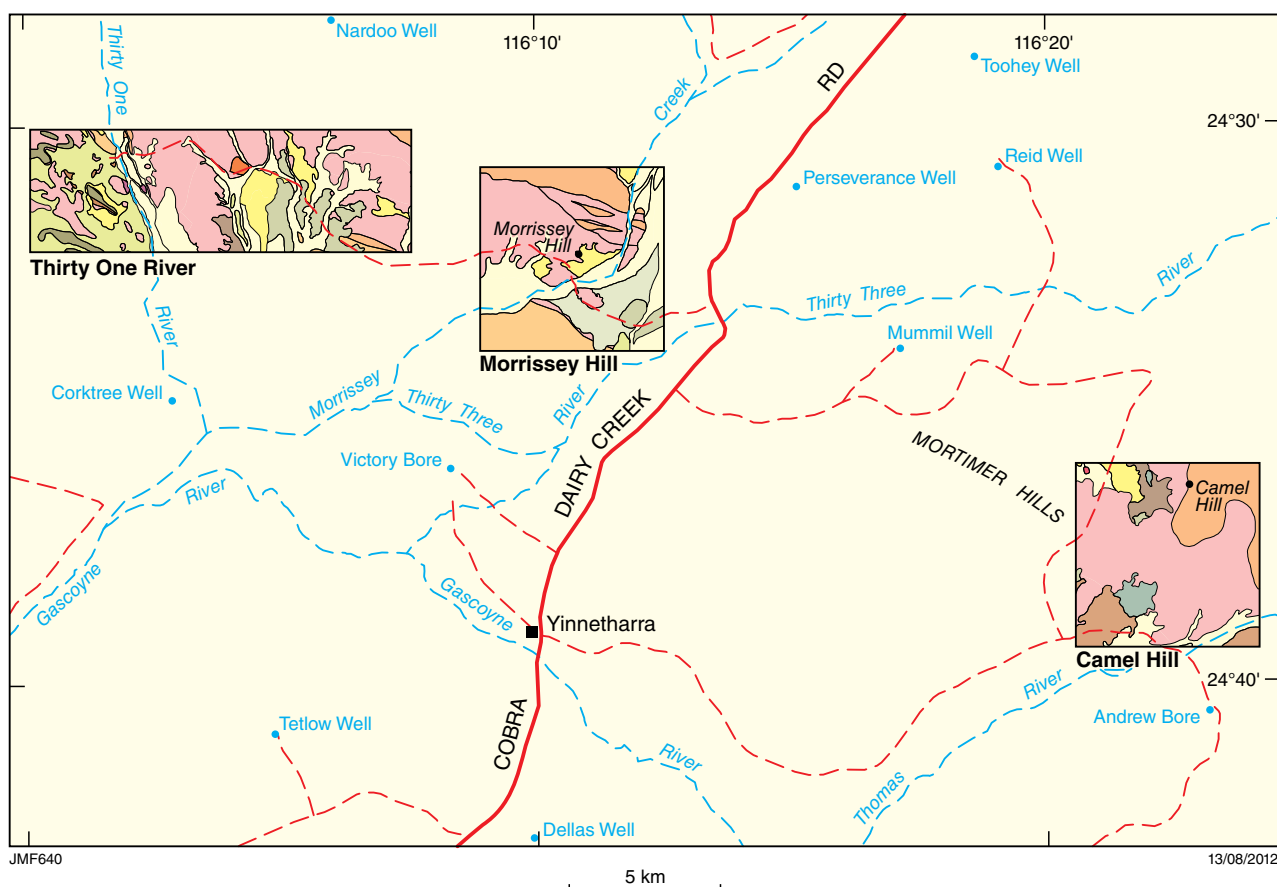 Thirty One
River
Nardoo Well
116°10'
116°20'
Toohey Well
Creek
RD
24°30'
Reid Well
Perseverance Well
Morrissey
Hill
Thirty One River
River
Thirty Three
River
Mummil Well
Morrissey Hill
Corktree Well
Morrissey
Thirty Three
River
DAIRY CREEK
MORTIMER HILLS
Victory Bore
River
Camel
Hill
Gascoyne
Gascoyne
Yinnetharra
Camel Hill
24°40'
River
Andrew Bore
Tetlow Well
COBRA
River
Thomas
Dellas Well
JMF640
13/08/2012
5 km